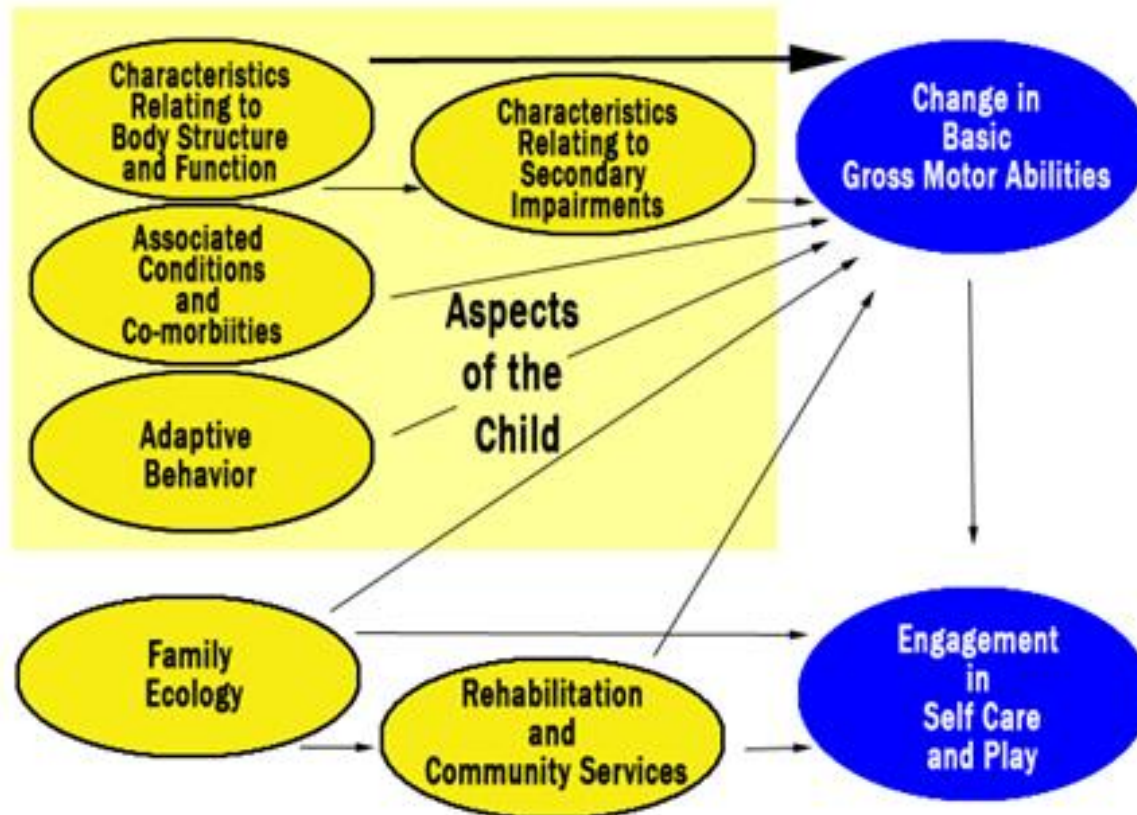 Characteristics
Relating to
Body Structure
and Function
Characteristics
Relating to
Secondary
Impairments
Change in
Basic
Gross Motor Abilities
Associated
Conditions
and
Co-morbiities
Aspects
of the
Child
Adaptive
Behavior
Family
Ecology
Rehabilitation
and
Community Services
Engagement
in
Self Care
and Play